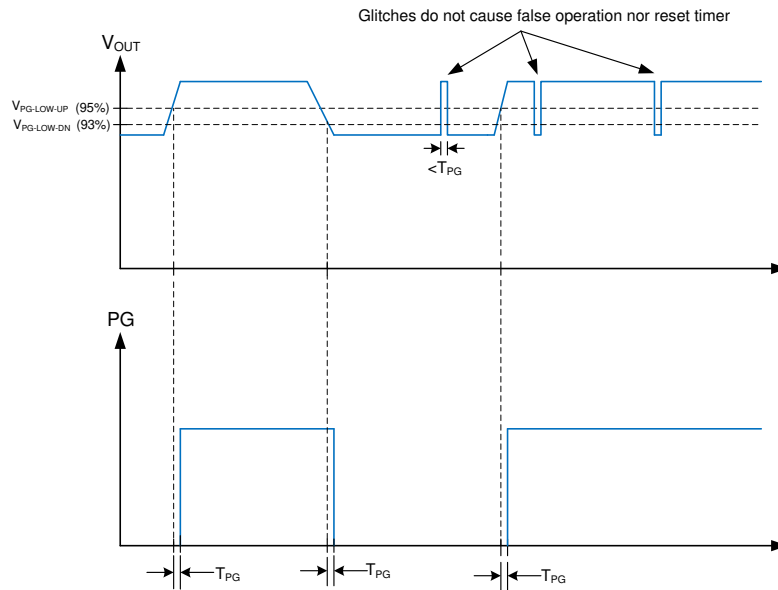 Glitches do not cause false operation nor reset timer
VOUT
VPG-LOW-UP (95%)
VPG-LOW-DN (93%)
<TPG
PG
TPG
TPG
TPG